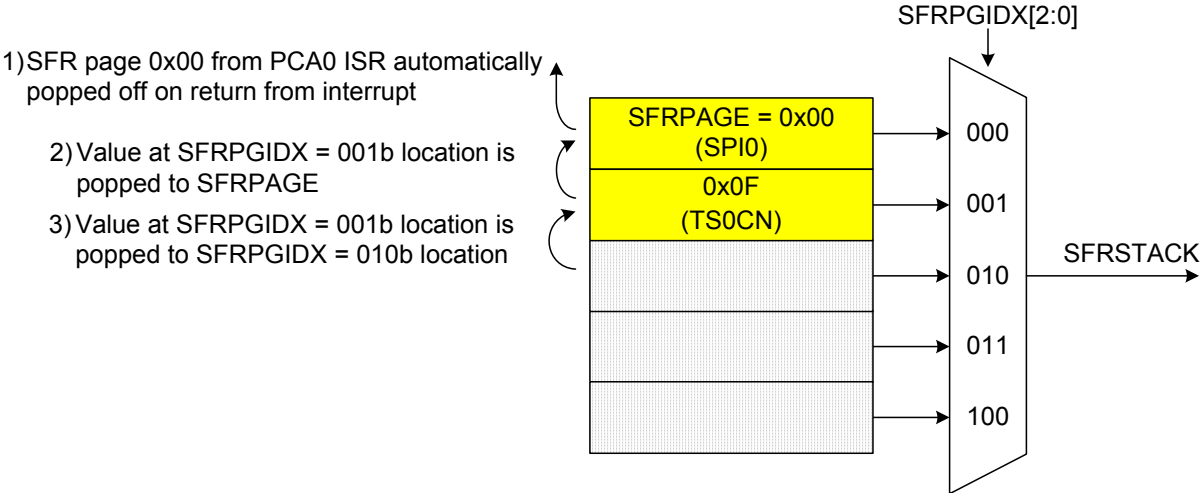 SFRPGIDX[2:0]
1) SFR page 0x00 from PCA0 ISR automatically
popped off on return from interrupt
2) Value at SFRPGIDX = 001b location is
popped to SFRPAGE
3) Value at SFRPGIDX = 001b location is
popped to SFRPGIDX = 010b location
SFRPAGE = 0x00
(SPI0)
0x0F
(TS0CN)
000
001
010
011
100
SFRSTACK